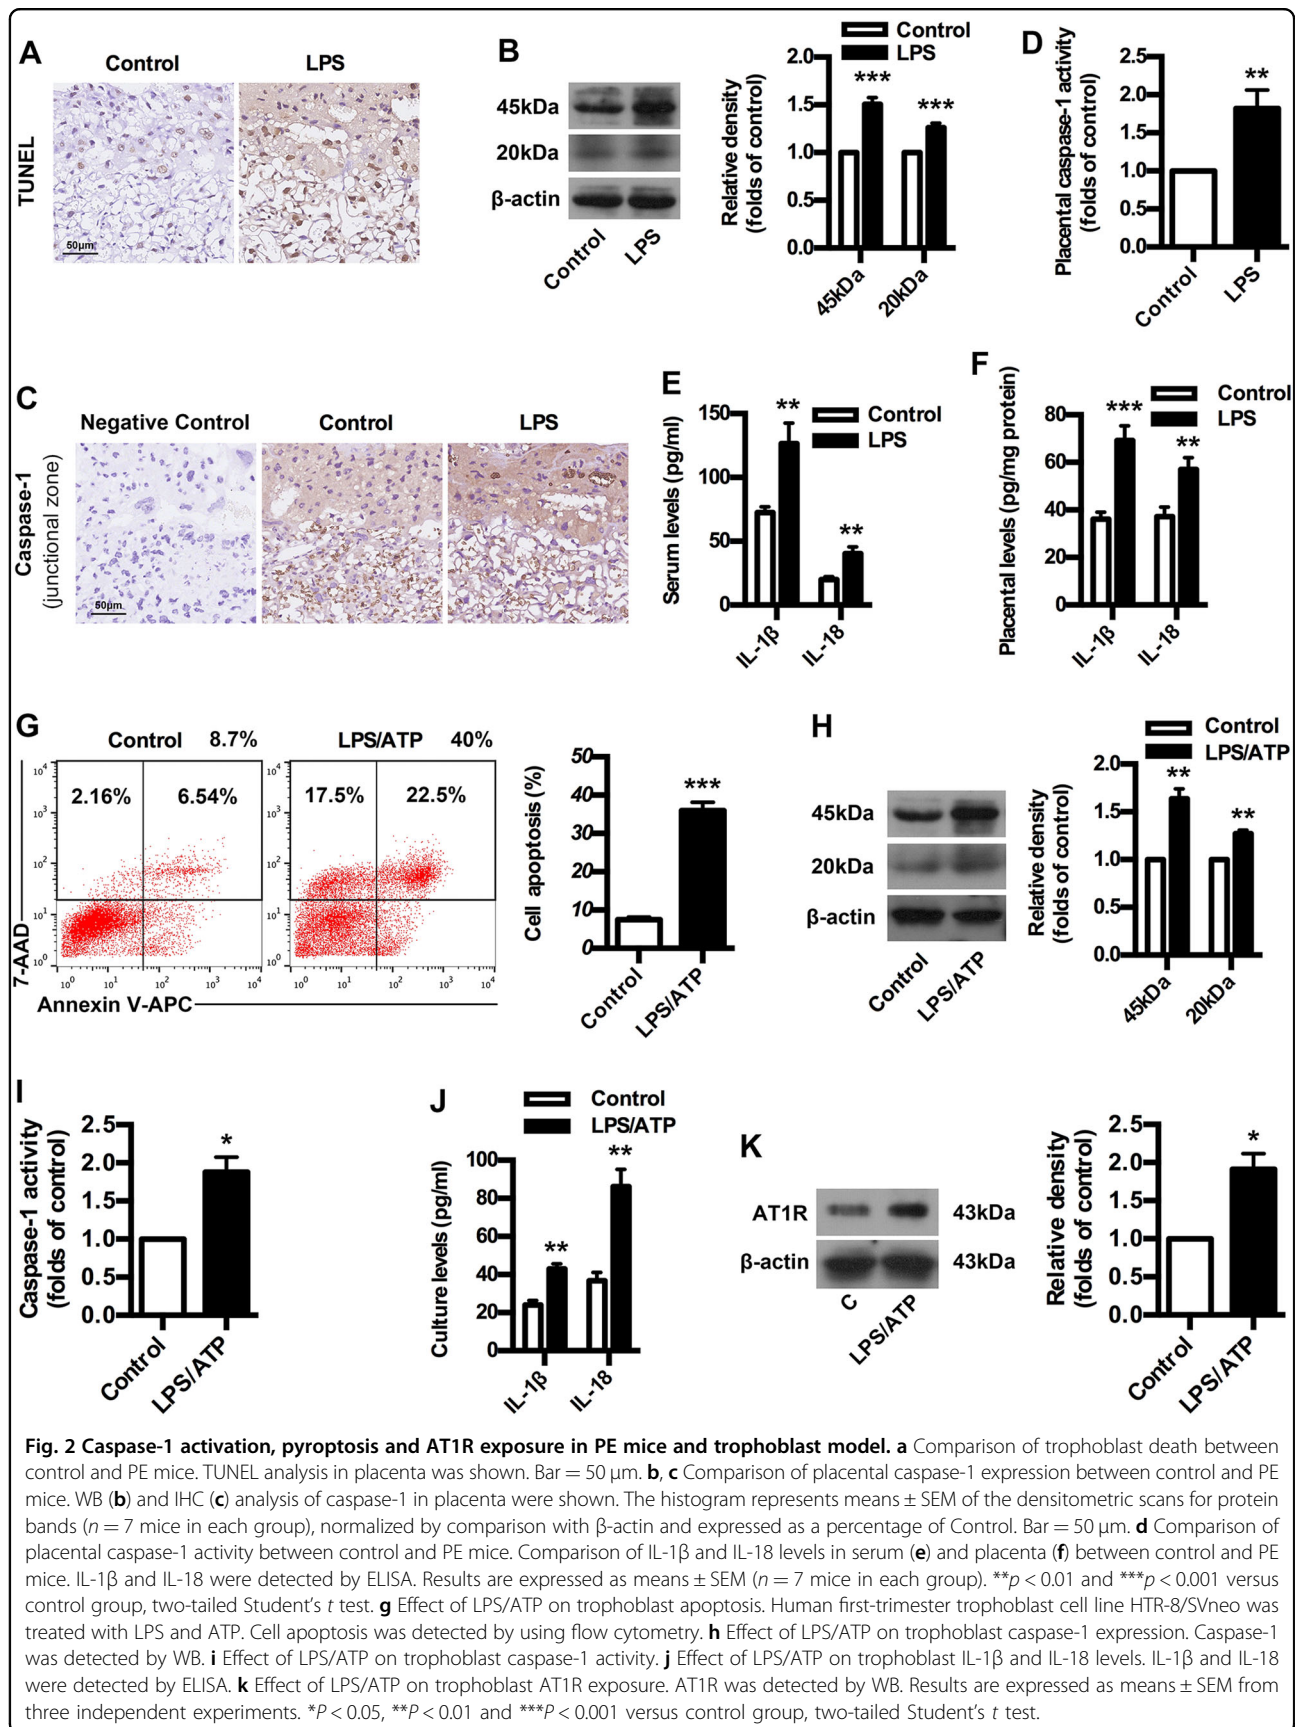 A
Control
LPS
TUNEL
50µm
B
45kDa
20kDa
β-actin
Control
LPS
Control
LPS
Relative density
(folds of control)
2.0
1.5
1.0
0.5
0.0
***
***
45kDa
20kDa
D
Placental caspase-1 activity
(folds of control)
2.5
2.0
1.5
1.0
0.5
0.0
**
Control
LPS
C
Negative Control
Control
LPS
Caspase-1
(junctional zone)
50µm
E
Serum levels (pg/ml)
150
100
50
0
**
**
Control
LPS
IL-1β
IL-18
F
Placental levels (pg/mg protein)
80
60
40
20
0
***
**
Control
LPS
IL-1β
IL-18
G
Control 8.7%
LPS/ATP 40%
2.16%
6.54%
17.5%
22.5%
10⁴
10³
10²
10¹
10⁰
10⁰ 10¹ 10² 10³ 10⁴
10⁴
10³
10²
10¹
10⁰
10⁰ 10¹ 10² 10³ 10⁴
7-AAD
Annexin V-APC
Cell apoptosis (%)
50
40
30
20
10
0
***
Control
LPS/ATP
H
45kDa
20kDa
β-actin
Control
LPS/ATP
Control
LPS/ATP
Relative density
(folds of control)
2.0
1.5
1.0
0.5
0.0
**
**
45kDa
20kDa
I
Caspase-1 activity
(folds of control)
2.5
2.0
1.5
1.0
0.5
0.0
*
Control
LPS/ATP
J
Control
LPS/ATP
Culture levels (pg/ml)
100
80
60
40
20
0
**
**
IL-1β
IL-18
K
AT1R
43kDa
β-actin
43kDa
C
LPS/ATP
Relative density
(folds of control)
2.5
2.0
1.5
1.0
0.5
0.0
*
Control
LPS/ATP
Fig. 2 Caspase-1 activation, pyroptosis and AT1R exposure in PE mice and trophoblast model. a Comparison of trophoblast death between
control and PE mice. TUNEL analysis in placenta was shown. Bar = 50 µm. b, c Comparison of placental caspase-1 expression between control and PE
mice. WB (b) and IHC (c) analysis of caspase-1 in placenta were shown. The histogram represents means ± SEM of the densitometric scans for protein
bands (n = 7 mice in each group), normalized by comparison with β-actin and expressed as a percentage of Control. Bar = 50 µm. d Comparison of
placental caspase-1 activity between control and PE mice. Comparison of IL-1β and IL-18 levels in serum (e) and placenta (f) between control and PE
mice. IL-1β and IL-18 were detected by ELISA. Results are expressed as means ± SEM (n = 7 mice in each group). **p < 0.01 and ***p < 0.001 versus
control group, two-tailed Student's t test. g Effect of LPS/ATP on trophoblast apoptosis. Human first-trimester trophoblast cell line HTR-8/SVneo was
treated with LPS and ATP. Cell apoptosis was detected by using flow cytometry. h Effect of LPS/ATP on trophoblast caspase-1 expression. Caspase-1
was detected by WB. i Effect of LPS/ATP on trophoblast caspase-1 activity. j Effect of LPS/ATP on trophoblast IL-1β and IL-18 levels. IL-1β and IL-18
were detected by ELISA. k Effect of LPS/ATP on trophoblast AT1R exposure. AT1R was detected by WB. Results are expressed as means ± SEM from
three independent experiments. *P < 0.05, **P < 0.01 and ***P < 0.001 versus control group, two-tailed Student's t test.